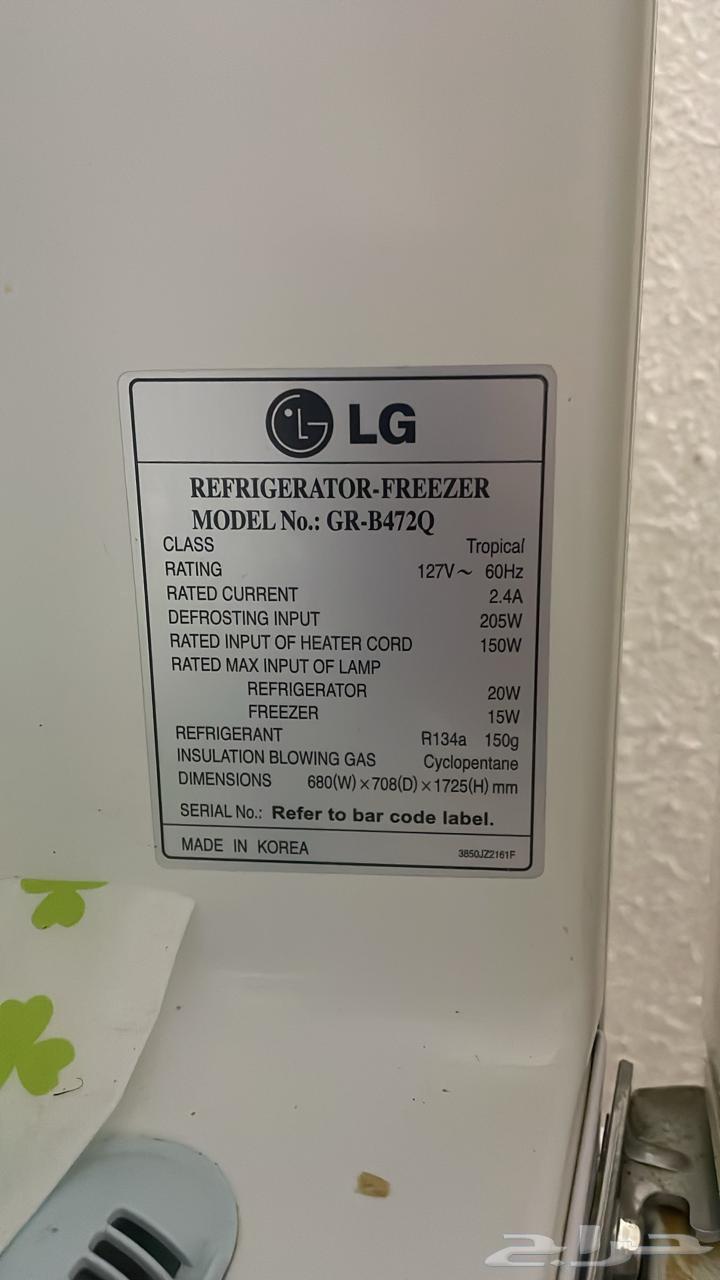 LG
REFRIGERATOR-FREEZER
MODEL No.: GR-B472Q
CLASS Tropical
RATING 127V~ 60Hz
RATED CURRENT 2.4A
DEFROSTING INPUT 205W
RATED INPUT OF HEATER CORD 150W
RATED MAX INPUT OF LAMP
REFRIGERATOR 20W
FREEZER 15W
REFRIGERANT R134a 150g
INSULATION BLOWING GAS Cyclopentane
DIMENSIONS 680(W)×708(D)×1725(H) mm
SERIAL No.: Refer to bar code label.
MADE IN KOREA 3850JZ2161F
حراج